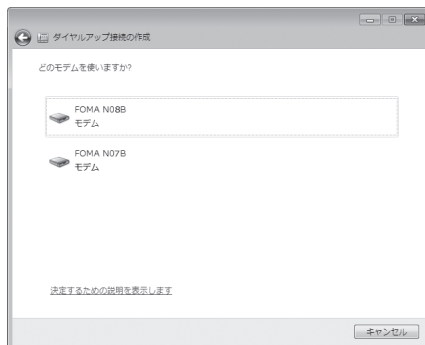 ダイヤルアップ接続の作成
どのモデムを使いますか?
FOMA N08B
モデム
FOMA N07B
モデム
決定するための説明を表示します
キャンセル